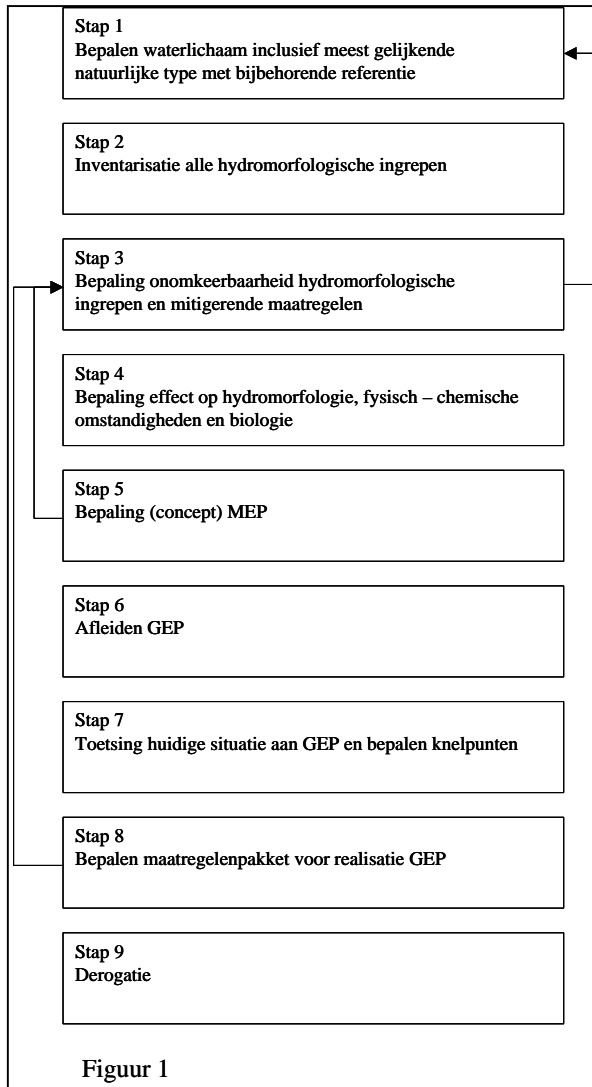 Stap 1
Bepalen waterlichaam inclusief meest gelijkende
natuurlijke type met bijbehorende referentie
Stap 2
Inventarisatie alle hydromorfologische ingrepen
Stap 3
Bepaling onomkeerbaarheid hydromorfologische
ingrepen en mitigerende maatregelen
Stap 4
Bepaling effect op hydromorfologie, fysisch – chemische
omstandigheden en biologie
Stap 5
Bepaling (concept) MEP
Stap 6
Afleiden GEP
Stap 7
Toetsing huidige situatie aan GEP en bepalen knelpunten
Stap 8
Bepalen maatregelenpakket voor realisatie GEP
Stap 9
Derogatie
Figuur 1